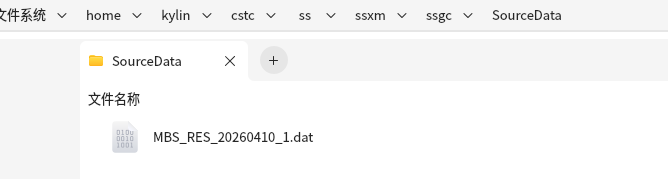 文件系统 home kylin cstc ss ssxm ssgc SourceData
SourceData
文件名称
MBS_RES_20260410_1.dat